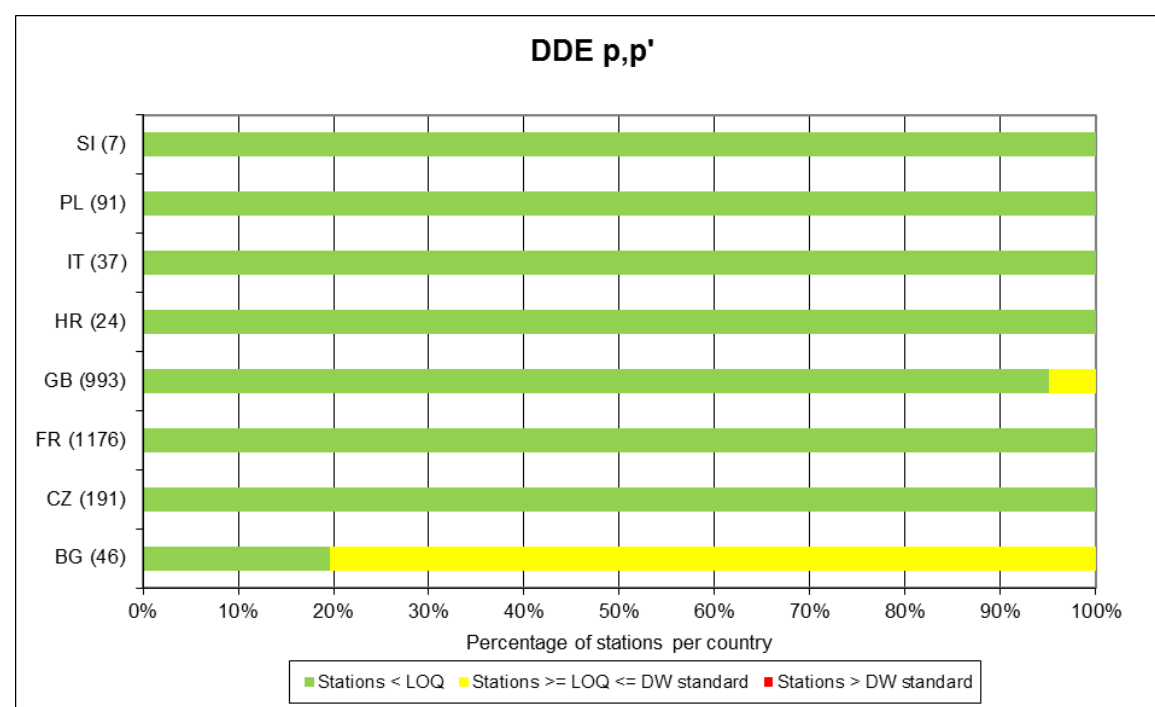 DDE p,p'
SI (7)
PL (91)
IT (37)
HR (24)
GB (993)
FR (1176)
CZ (191)
BG (46)
0% 10% 20% 30% 40% 50% 60% 70% 80% 90% 100%
Percentage of stations per country
Stations < LOQ Stations >= LOQ <= DW standard Stations > DW standard